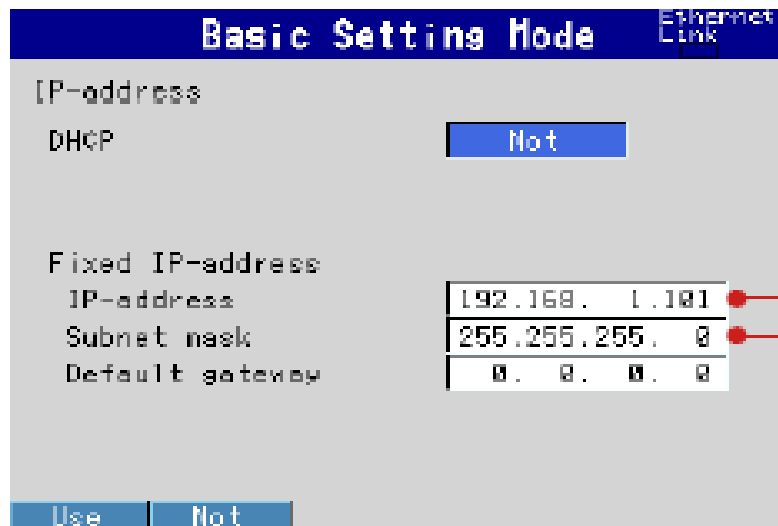 Basic Setting Mode
Ethernet
Link
IP-address
DHCP Not
Fixed IP-address
IP-address 192.168. 1.101
Subnet mask 255.255.255. 0
Default gateway 0. 0. 0. 0
Use Not